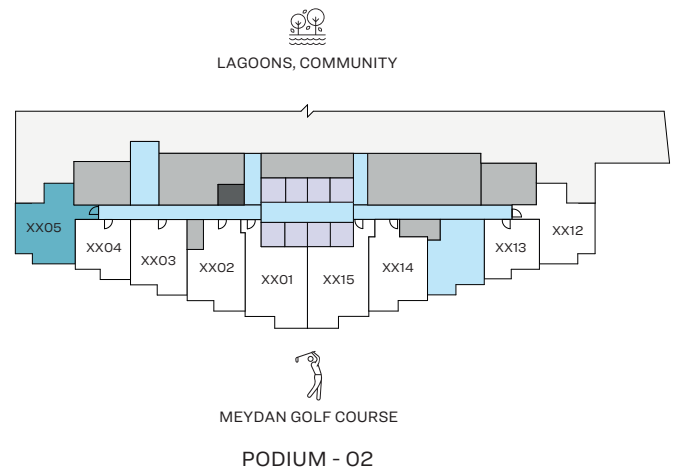 LAGOONS, COMMUNITY
XX05
XX04
XX03
XX02
XX01
XX15
XX14
XX13
XX12
MEYDAN GOLF COURSE
PODIUM - 02